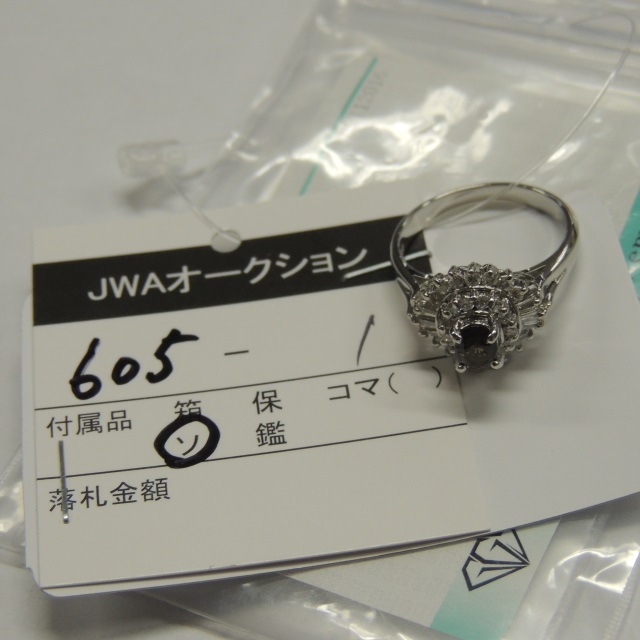 JWAオークション
605 - 1
付属品 箱 保 コマ( )
ソ 鑑
落札金額